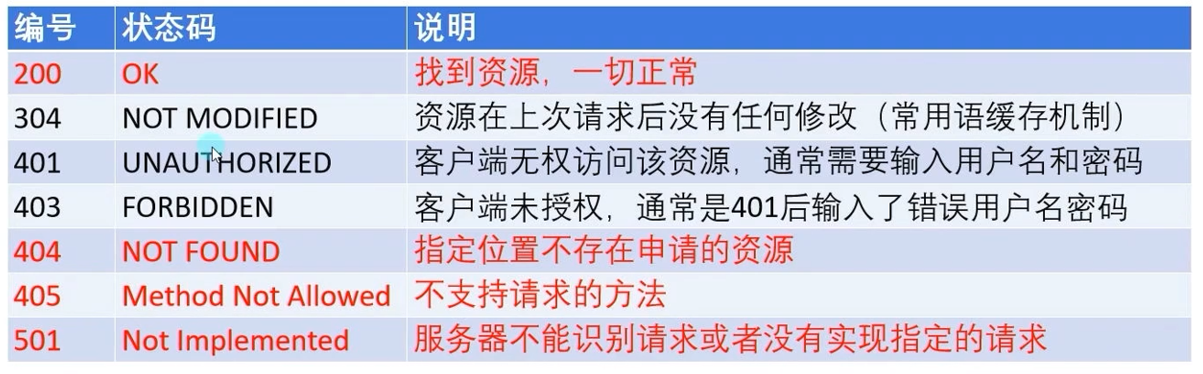 编号 状态码 说明
200 OK 找到资源，一切正常
304 NOT MODIFIED 资源在上次请求后没有任何修改（常用语缓存机制）
401 UNAUTHORIZED 客户端无权访问该资源，通常需要输入用户名和密码
403 FORBIDDEN 客户端未授权，通常是401后输入了错误用户名密码
404 NOT FOUND 指定位置不存在申请的资源
405 Method Not Allowed 不支持请求的方法
501 Not Implemented 服务器不能识别请求或者没有实现指定的请求